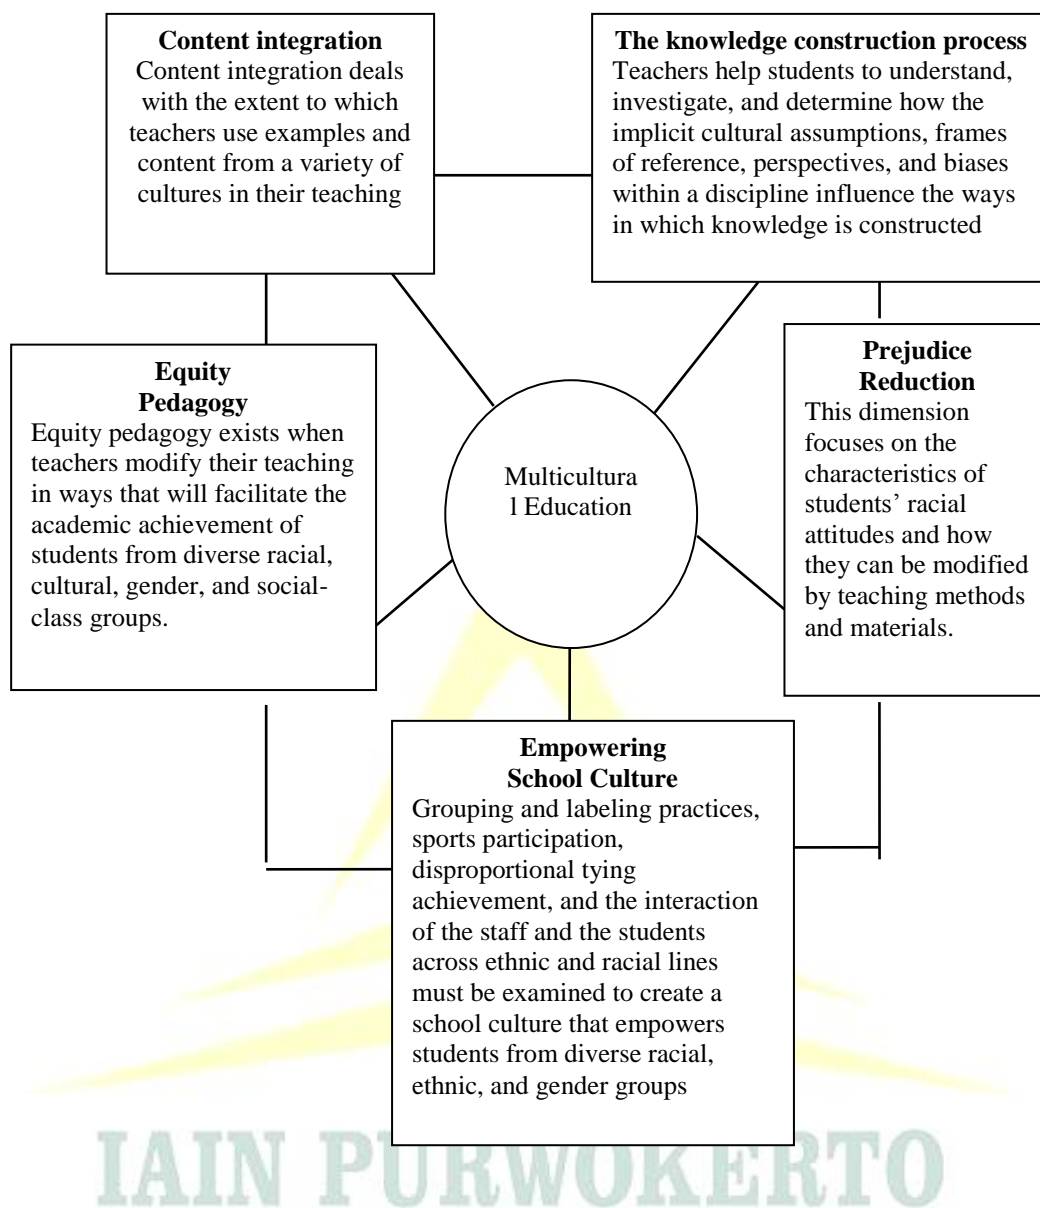 Content integration
Content integration deals
with the extent to which
teachers use examples and
content from a variety of
cultures in their teaching
The knowledge construction process
Teachers help students to understand,
investigate, and determine how the
implicit cultural assumptions, frames
of reference, perspectives, and biases
within a discipline influence the ways
in which knowledge is constructed
Equity
Pedagogy
Equity pedagogy exists when
teachers modify their teaching
in ways that will facilitate the
academic achievement of
students from diverse racial,
cultural, gender, and social-
class groups.
Multicultura
l Education
Prejudice
Reduction
This dimension
focuses on the
characteristics of
students’ racial
attitudes and how
they can be modified
by teaching methods
and materials.
Empowering
School Culture
Grouping and labeling practices,
sports participation,
disproportional tying
achievement, and the interaction
of the staff and the students
across ethnic and racial lines
must be examined to create a
school culture that empowers
students from diverse racial,
ethnic, and gender groups
IAIN PURWOKERTO